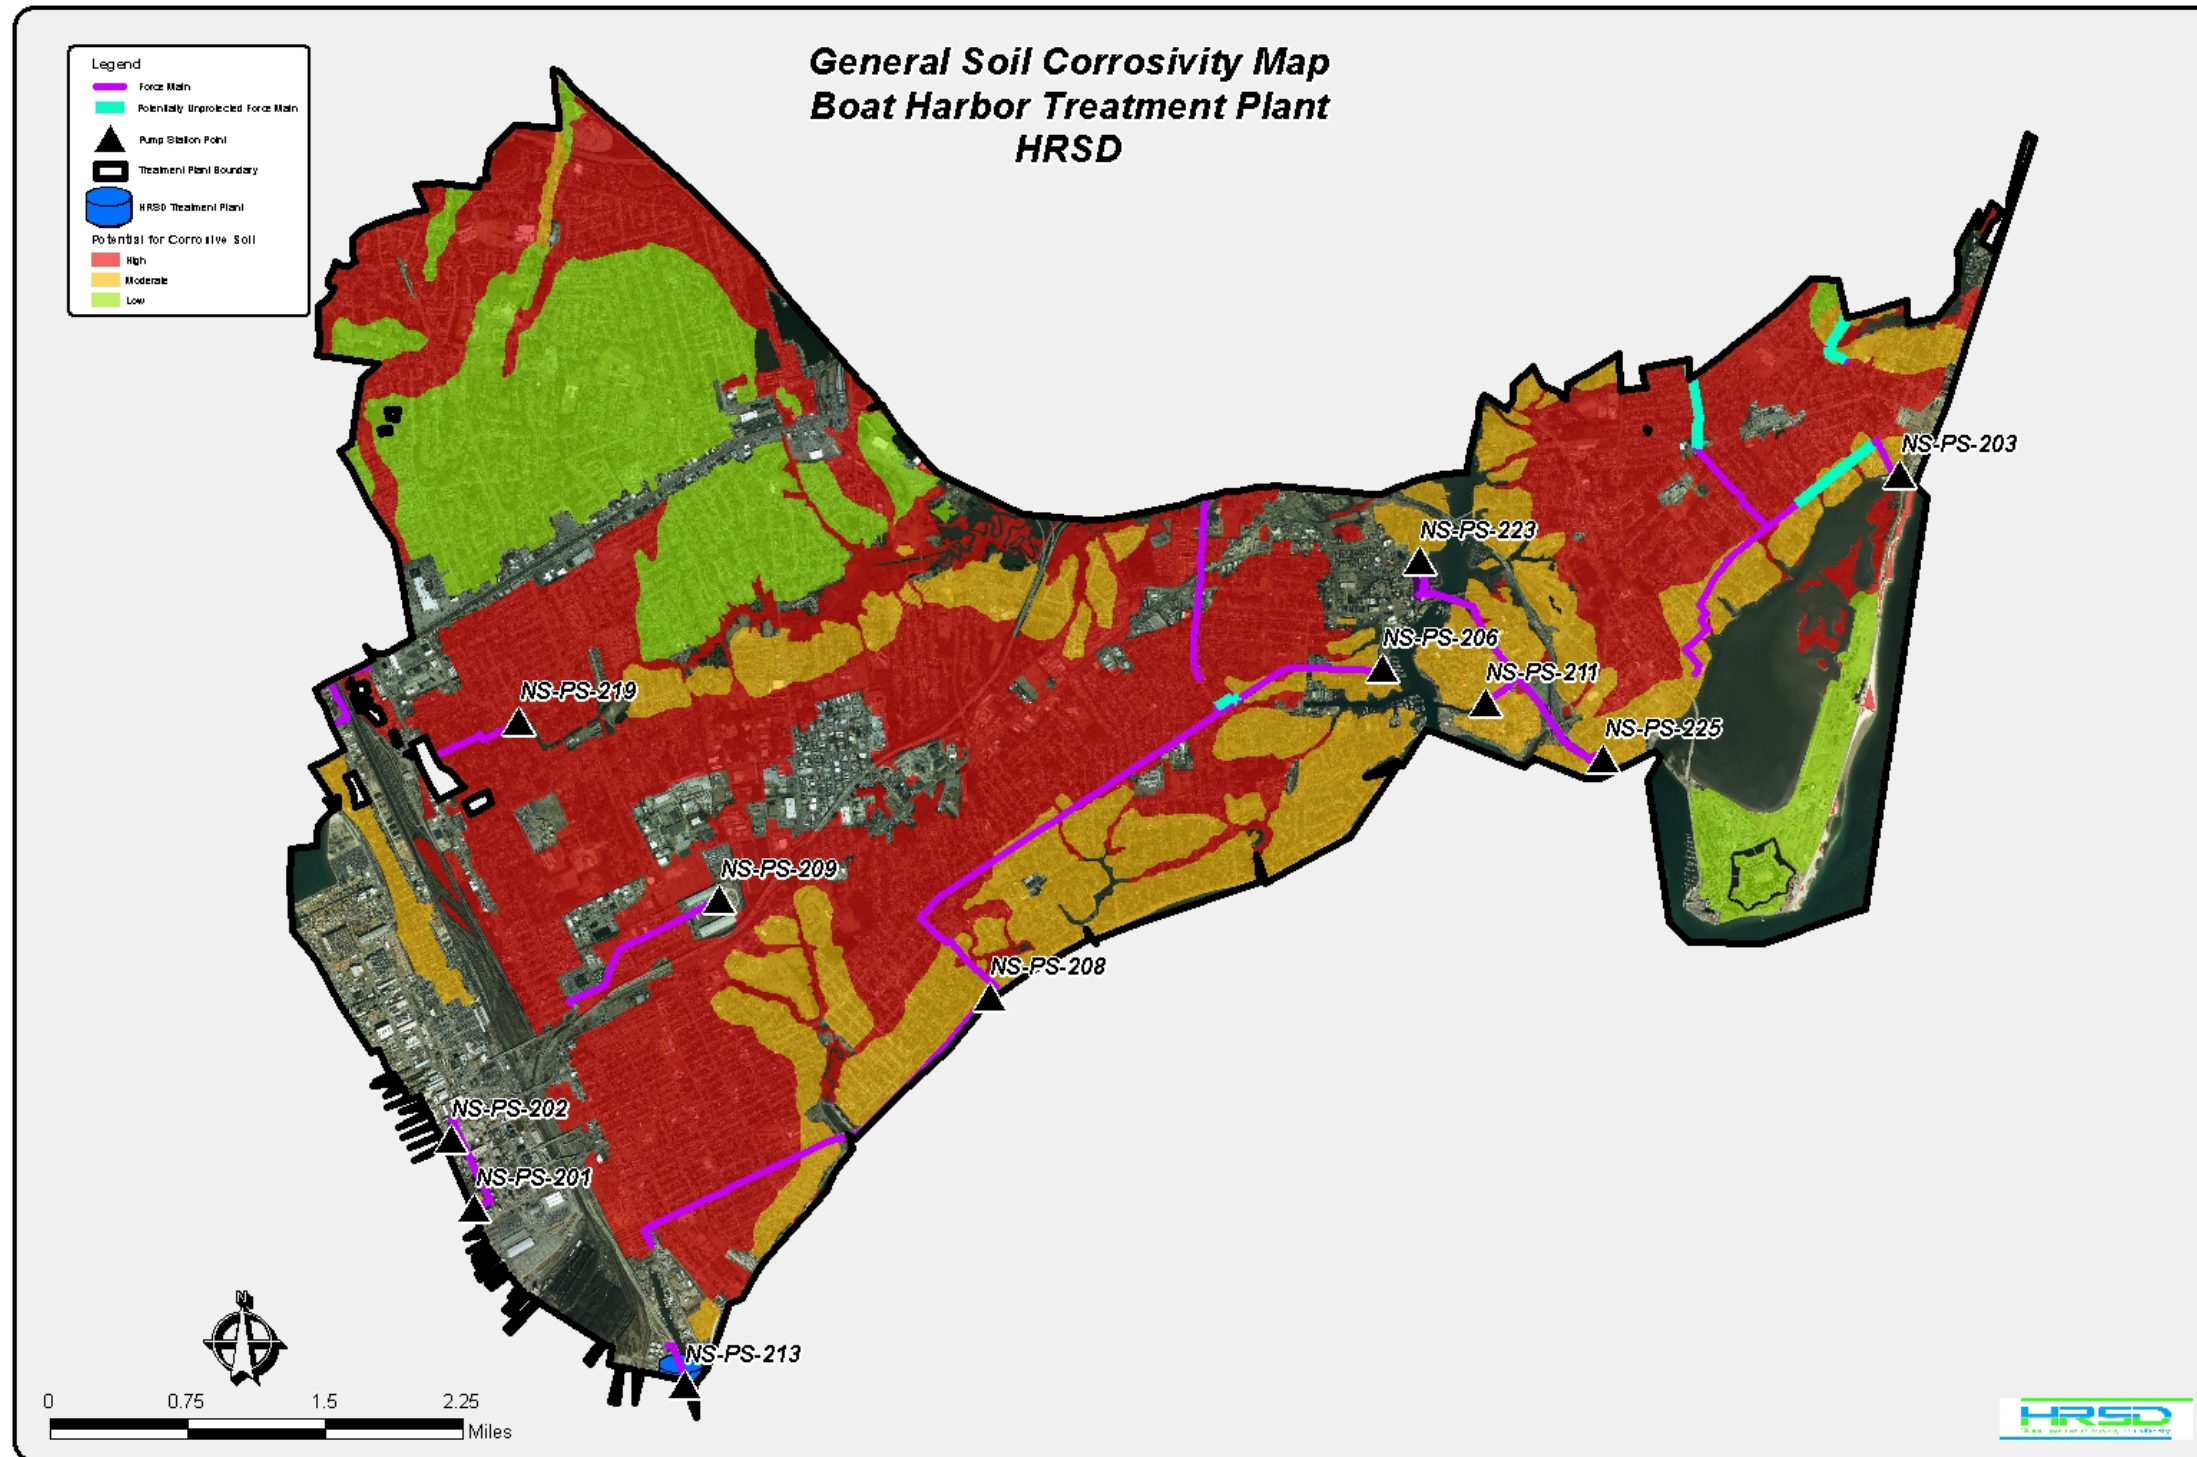 General Soil Corrosivity Map
Boat Harbor Treatment Plant
HRSD
Legend
Force Main
Potentially Unprotected Force Main
Pump Station Point
Treatment Plant Boundary
HRSD Treatment Plant
Potential for Corrosive Soil
High
Moderate
Low
NS-PS-203
NS-PS-223
NS-PS-206
NS-PS-211
NS-PS-219
NS-PS-225
NS-PS-209
NS-PS-208
NS-PS-202
NS-PS-201
NS-PS-213
N
0 0.75 1.5 2.25
Miles
HRSD